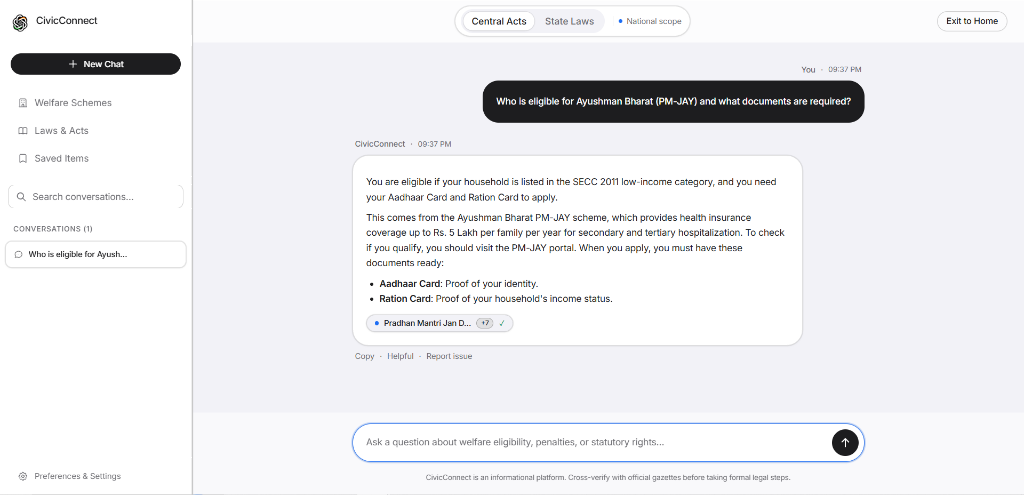 CivicConnect
+ New Chat
Welfare Schemes
Laws & Acts
Saved Items
Search conversations...
CONVERSATIONS (1)
Who is eligible for Ayush...
Preferences & Settings
Central Acts State Laws • National scope
Exit to Home
You · 09:37 PM
Who is eligible for Ayushman Bharat (PM-JAY) and what documents are required?
CivicConnect · 09:37 PM
You are eligible if your household is listed in the SECC 2011 low-income category, and you need
your Aadhaar Card and Ration Card to apply.
This comes from the Ayushman Bharat PM-JAY scheme, which provides health insurance
coverage up to Rs. 5 Lakh per family per year for secondary and tertiary hospitalization. To check
if you qualify, you should visit the PM-JAY portal. When you apply, you must have these
documents ready:
• Aadhaar Card: Proof of your identity.
• Ration Card: Proof of your household's income status.
• Pradhan Mantri Jan D... +7 ✓
Copy · Helpful · Report issue
Ask a question about welfare eligibility, penalties, or statutory rights...
CivicConnect is an informational platform. Cross-verify with official gazettes before taking formal legal steps.